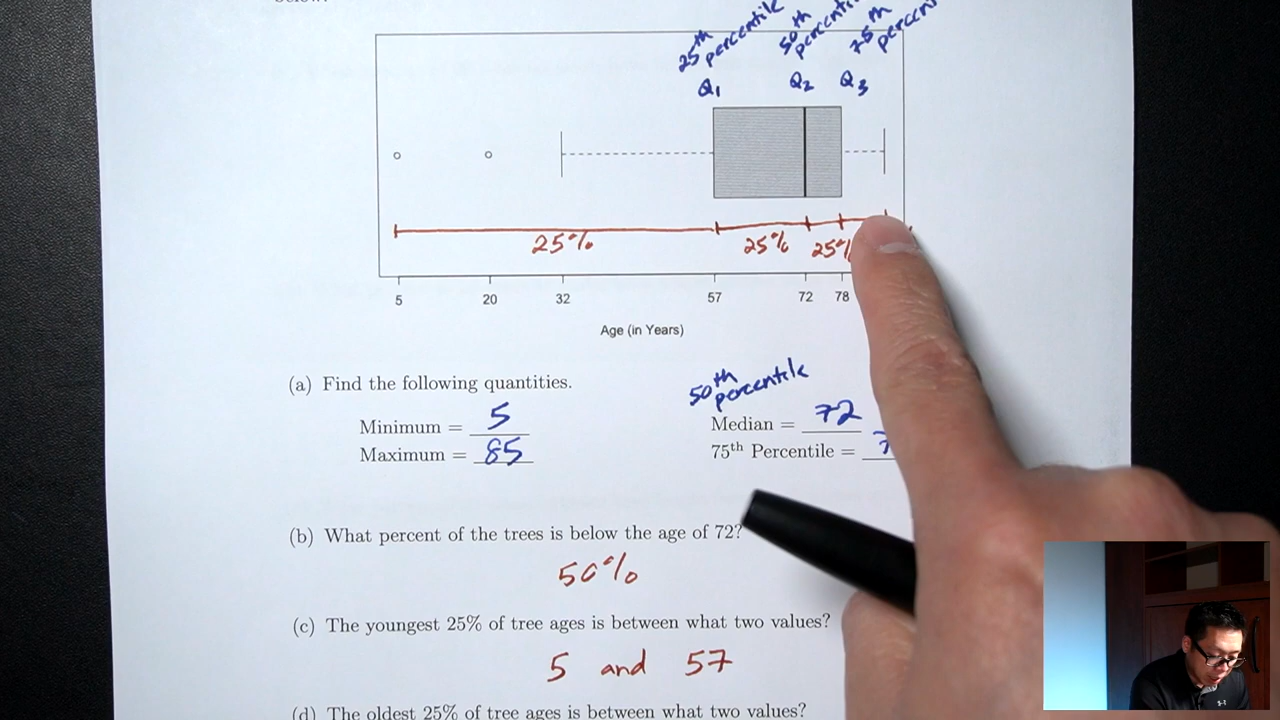 25th percentile
50th
75th
Q1 Q2 Q3
25% 25% 25%
5 20 32 57 72 78
Age (in Years)
(a) Find the following quantities.
50th percentile
Minimum = 5
Median = 72
Maximum = 85
75th Percentile = 7
(b) What percent of the trees is below the age of 72?
50%
(c) The youngest 25% of tree ages is between what two values?
5 and 57
(d) The oldest 25% of tree ages is between what two values?